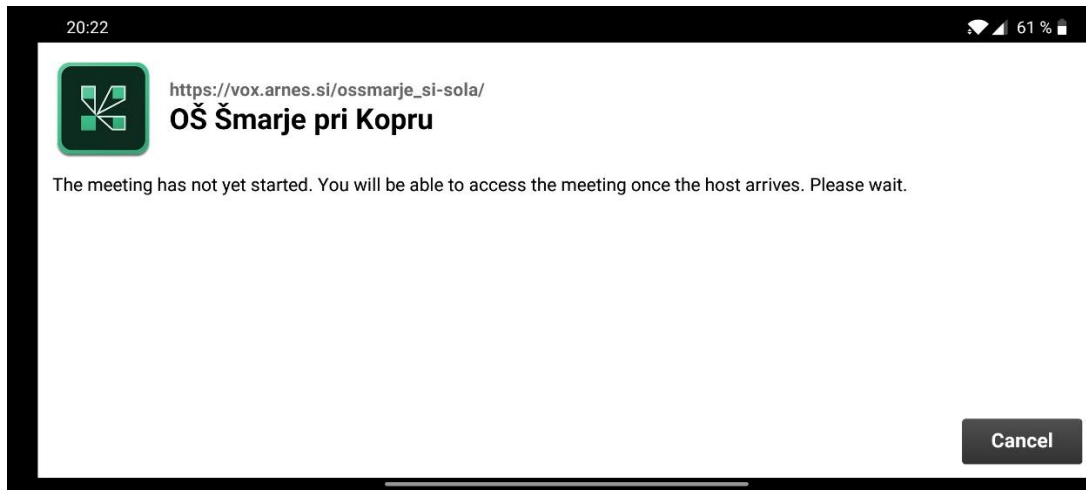 20:22
61 %
https://vox.arnes.si/ossmarje_si-sola/
OŠ Šmarje pri Kopru
The meeting has not yet started. You will be able to access the meeting once the host arrives. Please wait.
Cancel